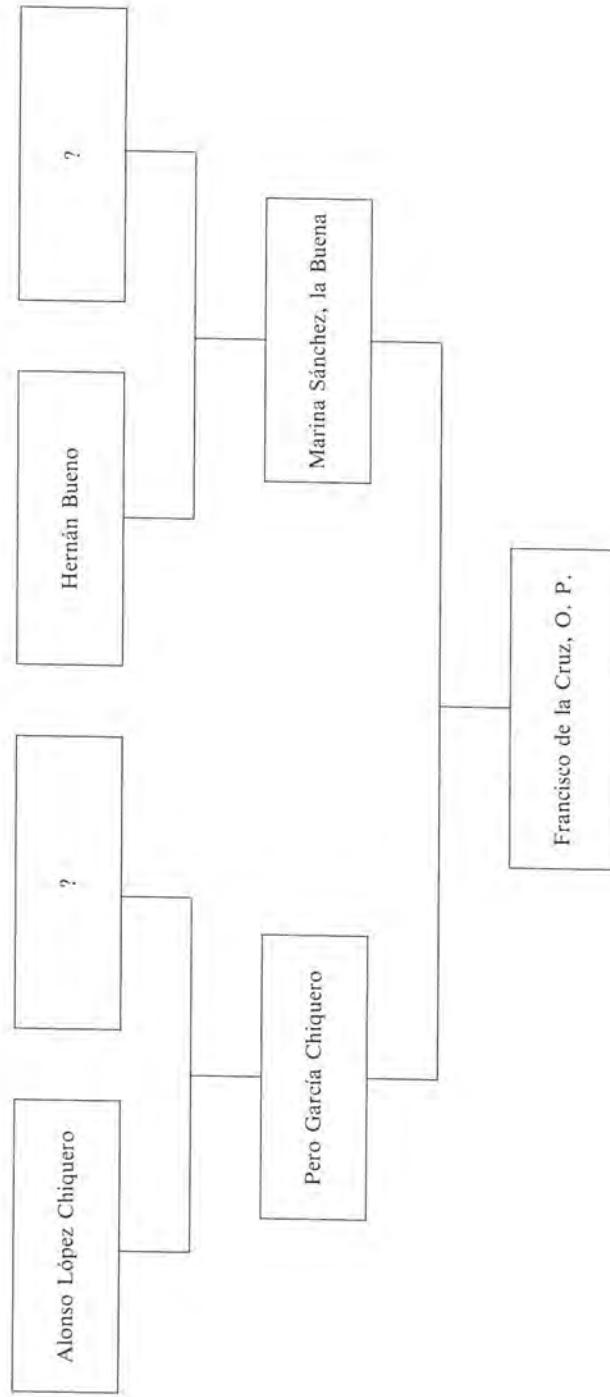 Alonso López Chiquero
?
Hernán Bueno
?
Pero García Chiquero
Marina Sánchez, la Buena
Francisco de la Cruz, O. P.